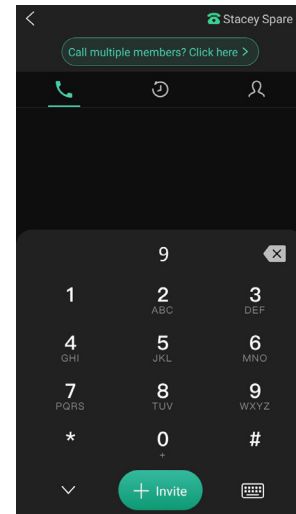 Stacey Spare
Call multiple members? Click here >
9
1 2 3
ABC DEF
4 5 6
GHI JKL MNO
7 8 9
PQRS TUV WXYZ
* 0 #
+
+ Invite